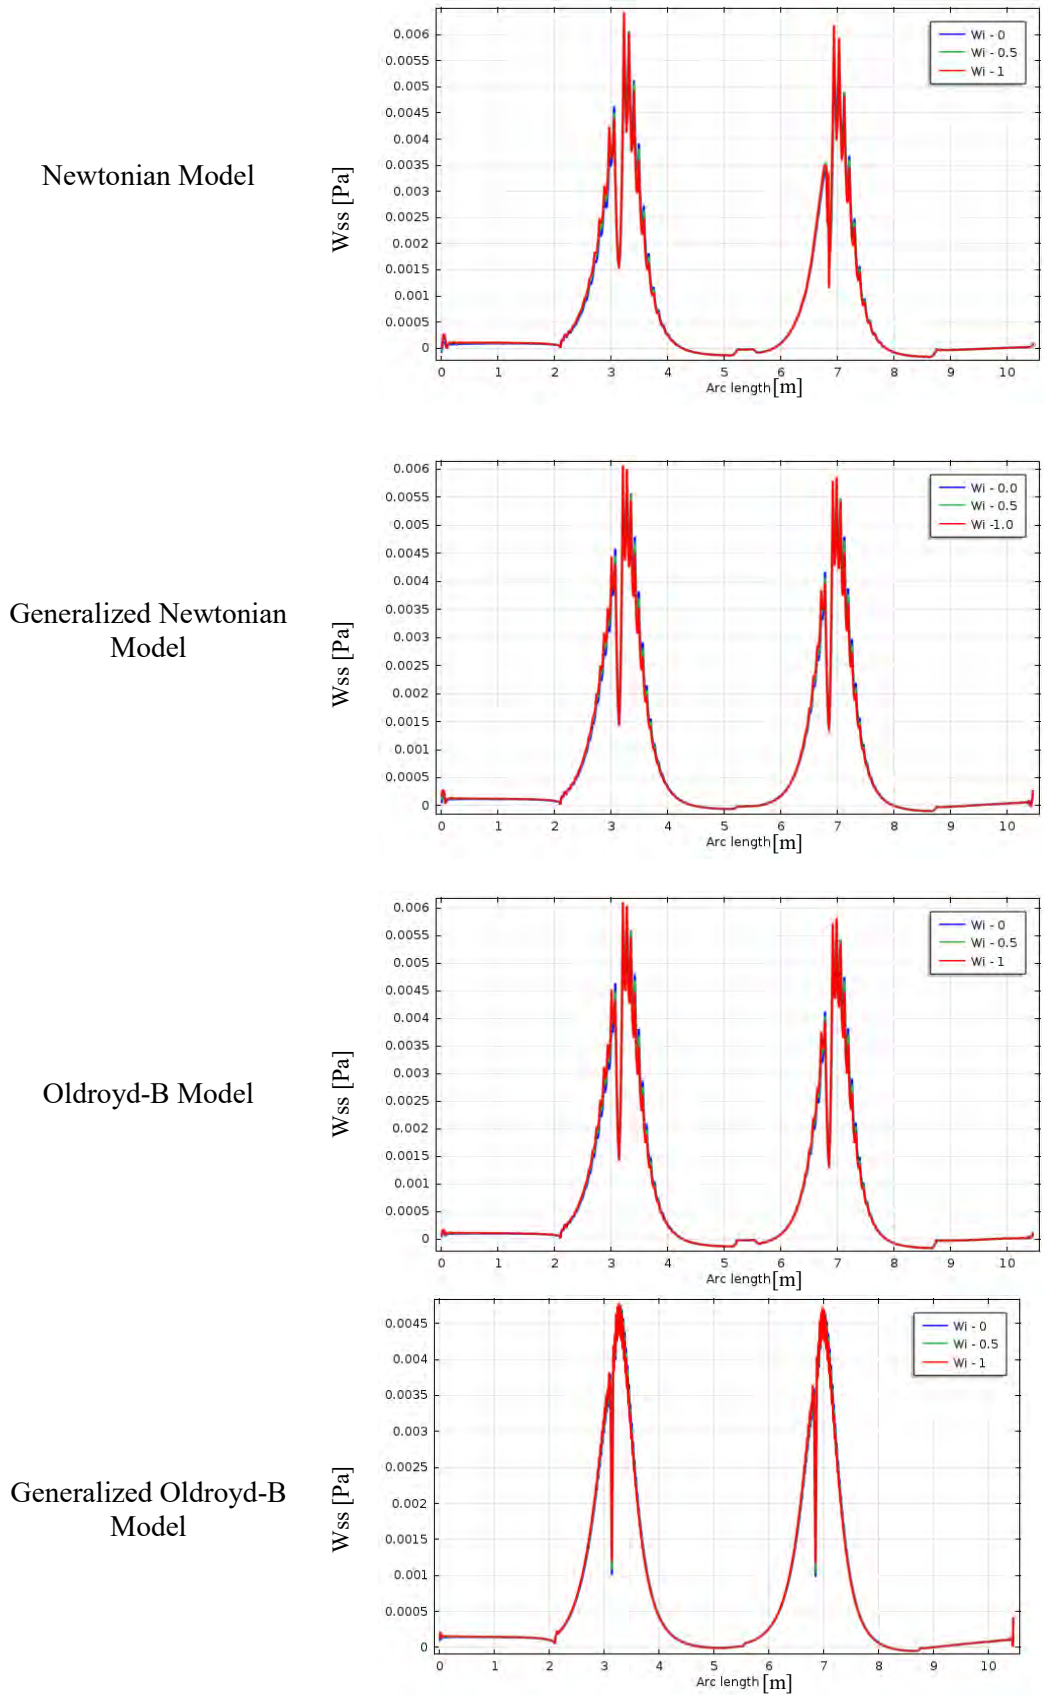 Newtonian Model
Wss [Pa]
0.006
0.0055
0.005
0.0045
0.004
0.0035
0.003
0.0025
0.002
0.0015
0.001
0.0005
0
Wi - 0
Wi - 0.5
Wi - 1
0 1 2 3 4 5 6 7 8 9 10
Arc length [m]
Generalized Newtonian
Model
Wss [Pa]
0.006
0.0055
0.005
0.0045
0.004
0.0035
0.003
0.0025
0.002
0.0015
0.001
0.0005
0
Wi - 0.0
Wi - 0.5
Wi -1.0
0 1 2 3 4 5 6 7 8 9 10
Arc length [m]
Oldroyd-B Model
Wss [Pa]
0.006
0.0055
0.005
0.0045
0.004
0.0035
0.003
0.0025
0.002
0.0015
0.001
0.0005
0
Wi - 0
Wi - 0.5
Wi - 1
0 1 2 3 4 5 6 7 8 9 10
Arc length [m]
Generalized Oldroyd-B
Model
Wss [Pa]
0.0045
0.004
0.0035
0.003
0.0025
0.002
0.0015
0.001
0.0005
0
Wi - 0
Wi - 0.5
Wi - 1
0 1 2 3 4 5 6 7 8 9 10
Arc length [m]